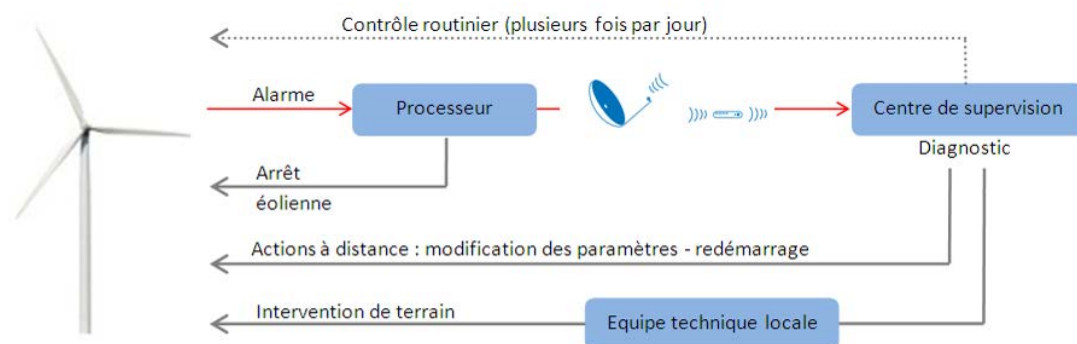 Contrôle routinier (plusieurs fois par jour)
Alarme
Processeur
Centre de supervision
Diagnostic
Arrêt
éolienne
Actions à distance : modification des paramètres - redémarrage
Intervention de terrain
Equipe technique locale